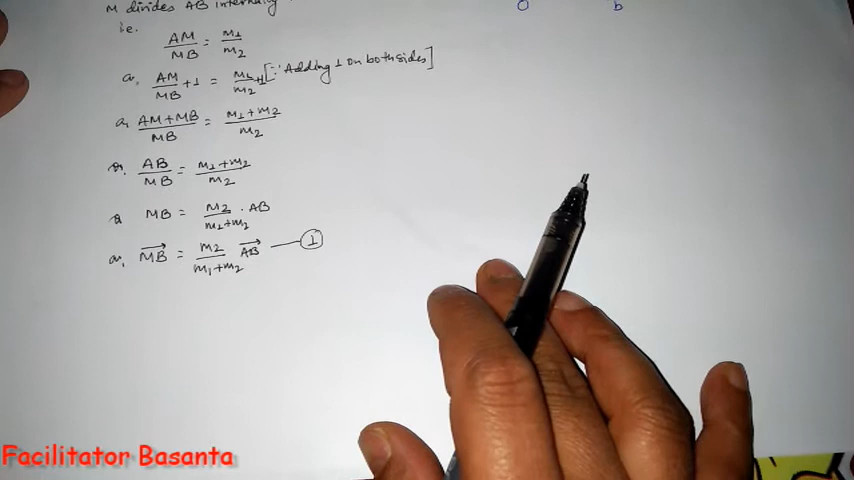 M divides AB internally
i.e.
AM/MB = m1/m2
or, AM/MB + 1 = m1/m2 + 1 [∵ Adding 1 on both sides]
or, AM+MB/MB = m1+m2/m2
or, AB/MB = m1+m2/m2
or MB = m2/m1+m2 . AB
or, →MB = m2/m1+m2 →AB — ①
O b
Facilitator Basanta